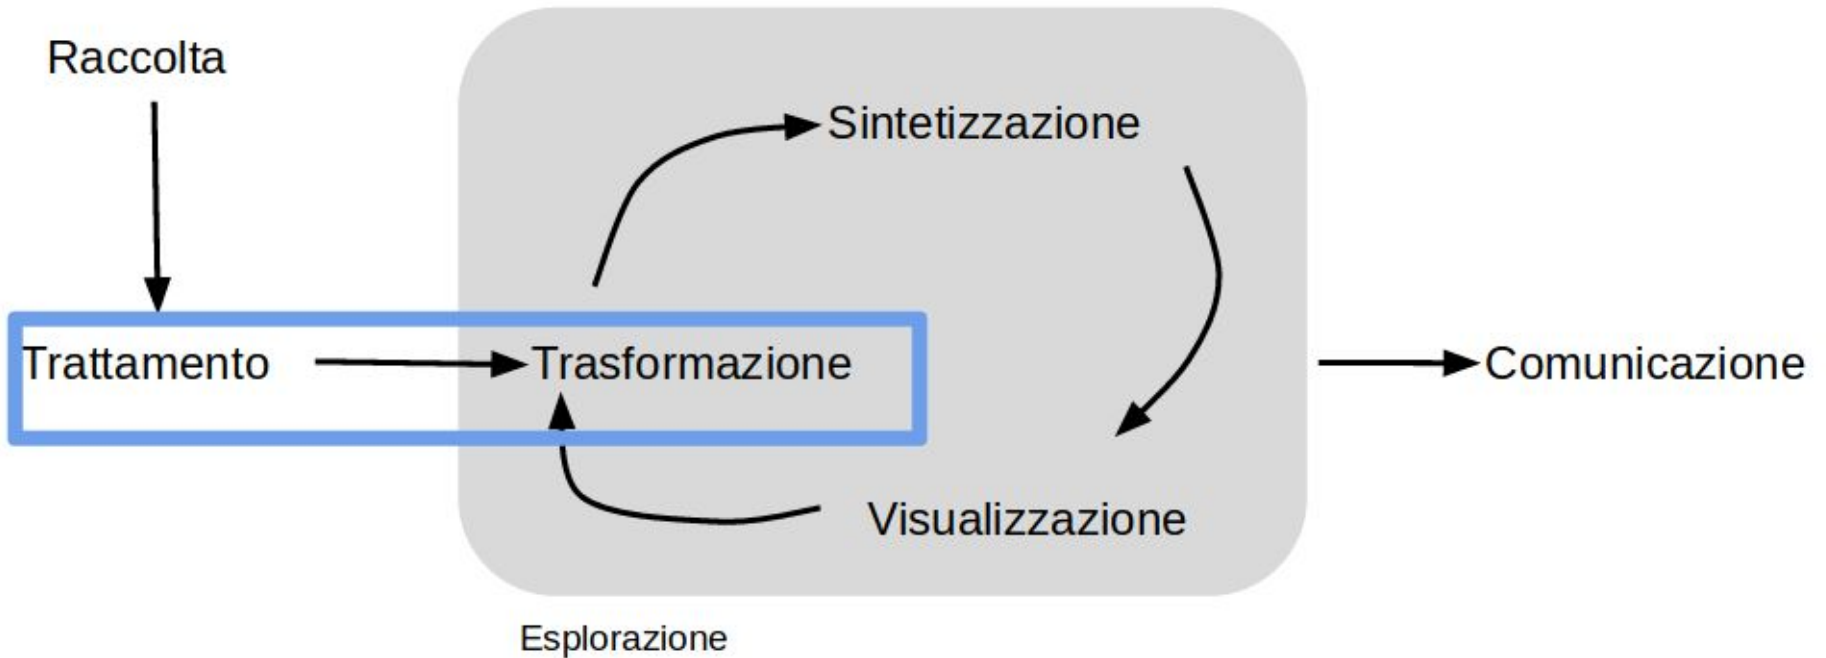 Raccolta
Sintetizzazione
Trattamento
Trasformazione
Comunicazione
Visualizzazione
Esplorazione